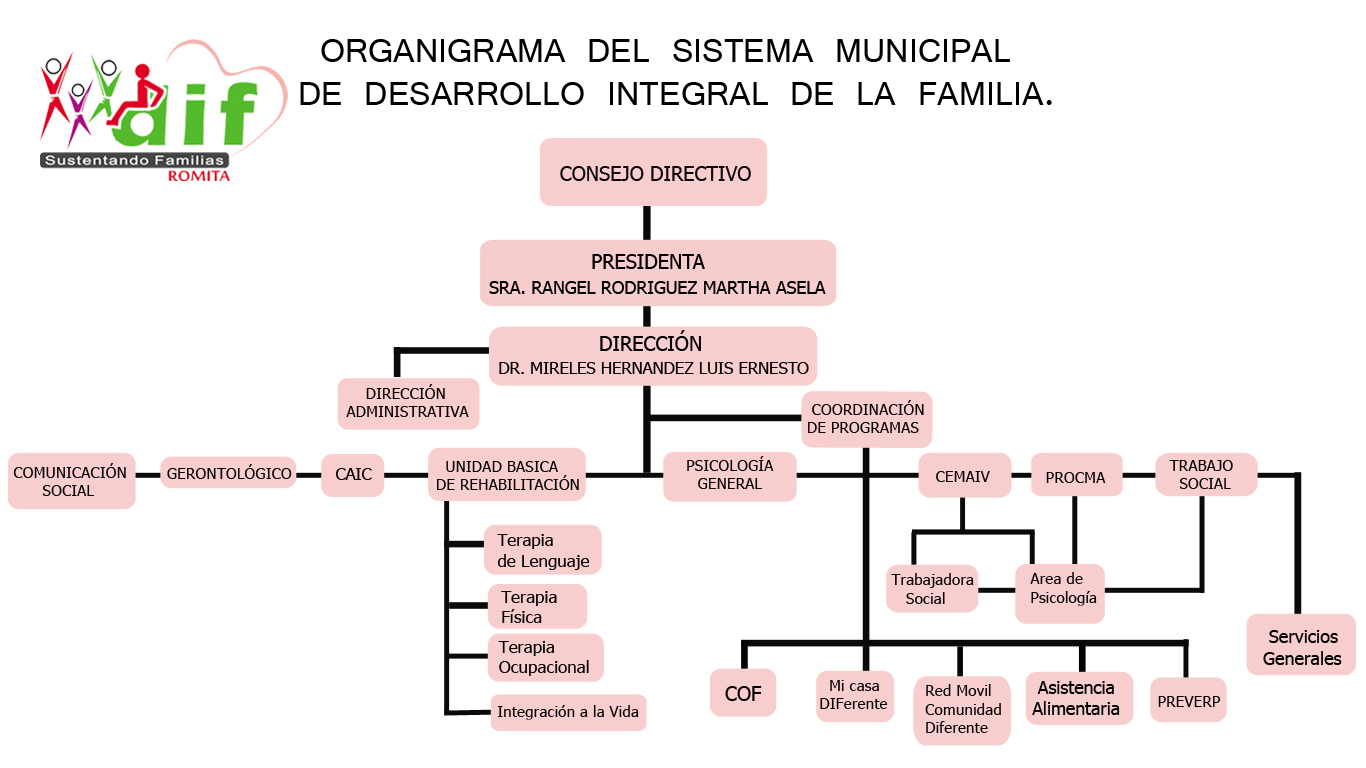 ORGANIGRAMA DEL SISTEMA MUNICIPAL
DE DESARROLLO INTEGRAL DE LA FAMILIA.
dif
Sustentando Familias
ROMITA
CONSEJO DIRECTIVO
PRESIDENTA
SRA. RANGEL RODRIGUEZ MARTHA ASELA
DIRECCIÓN
DR. MIRELES HERNANDEZ LUIS ERNESTO
DIRECCIÓN
ADMINISTRATIVA
COORDINACIÓN
DE PROGRAMAS
COMUNICACIÓN
SOCIAL
GERONTOLÓGICO
CAIC
UNIDAD BASICA
DE REHABILITACIÓN
PSICOLOGÍA
GENERAL
CEMAIV
PROCMA
TRABAJO
SOCIAL
Terapia
de Lenguaje
Terapia
Física
Terapia
Ocupacional
Integración a la Vida
Trabajadora
Social
Area de
Psicología
Servicios
Generales
COF
Mi casa
DIFerente
Red Movil
Comunidad
Diferente
Asistencia
Alimentaria
PREVERP